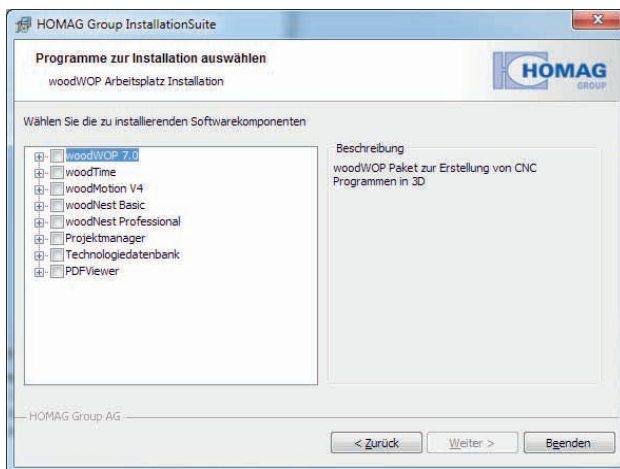 HOMAG Group InstallationSuite
Programme zur Installation auswählen
woodWOP Arbeitsplatz Installation
HOMAG
GROUP
Wählen Sie die zu installierenden Softwarekomponenten
woodWOP 7.0
woodTime
woodMotion V4
woodNest Basic
woodNest Professional
Projektmanager
Technologiedatenbank
PDFViewer
Beschreibung
woodWOP Paket zur Erstellung von CNC
Programmen in 3D
HOMAG Group AG
< Zurück
Weiter >
Beenden